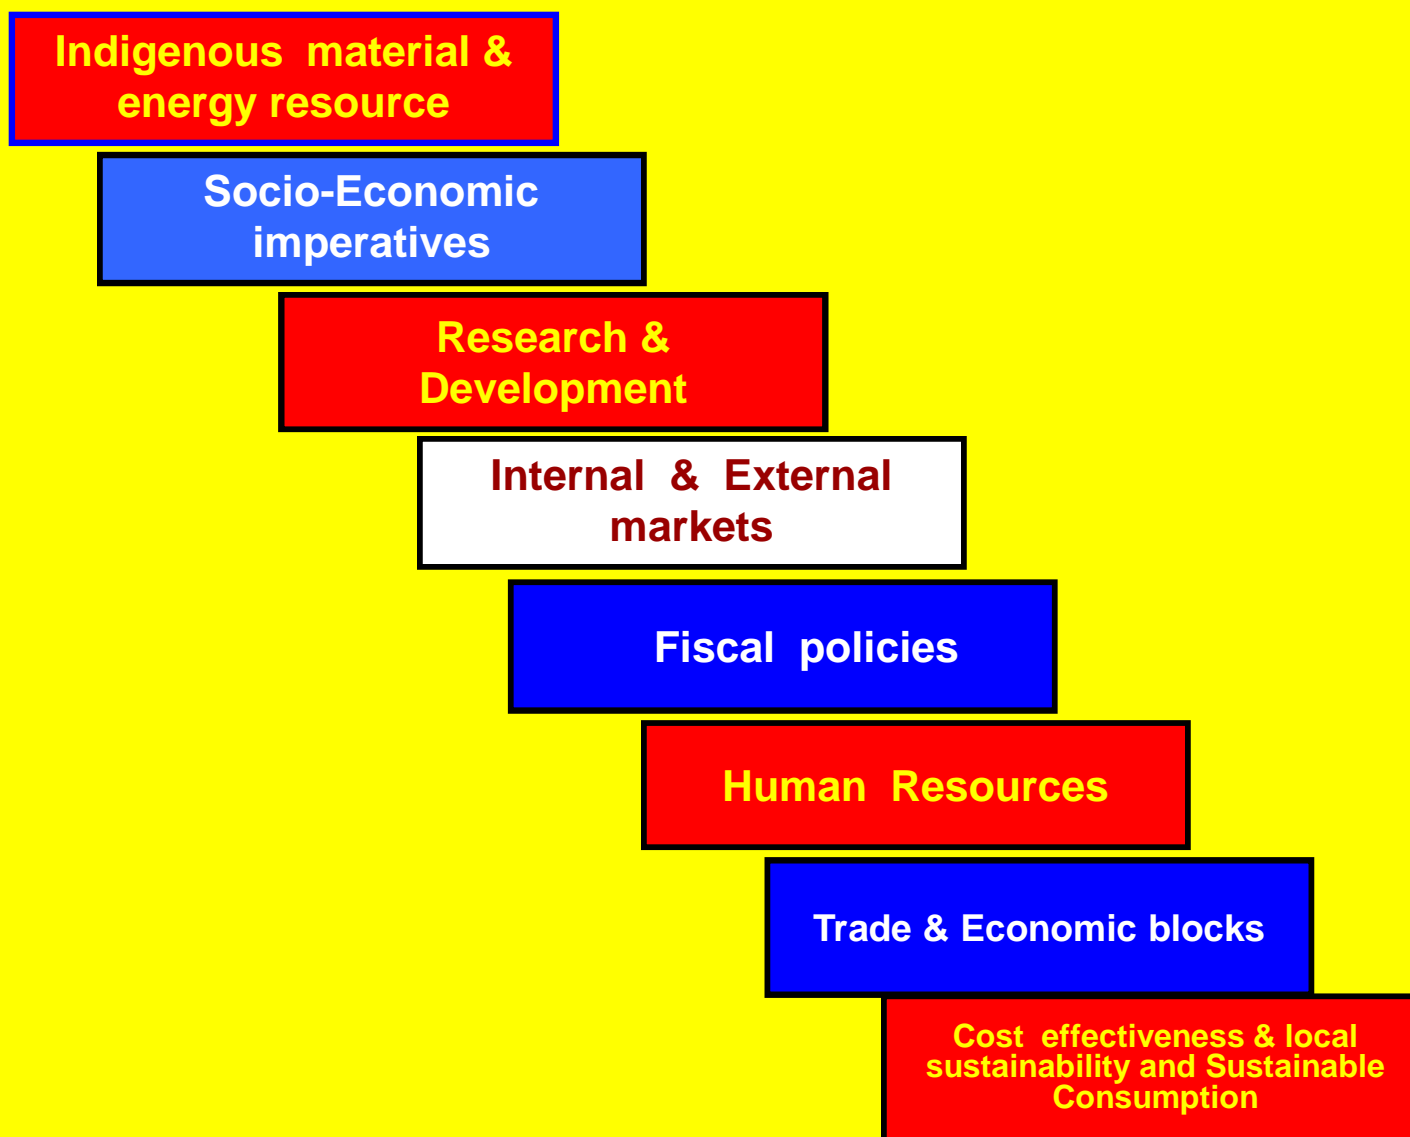 Indigenous material &
energy resource
Socio-Economic
imperatives
Research &
Development
Internal & External
markets
Fiscal policies
Human Resources
Trade & Economic blocks
Cost effectiveness & local
sustainability and Sustainable
Consumption